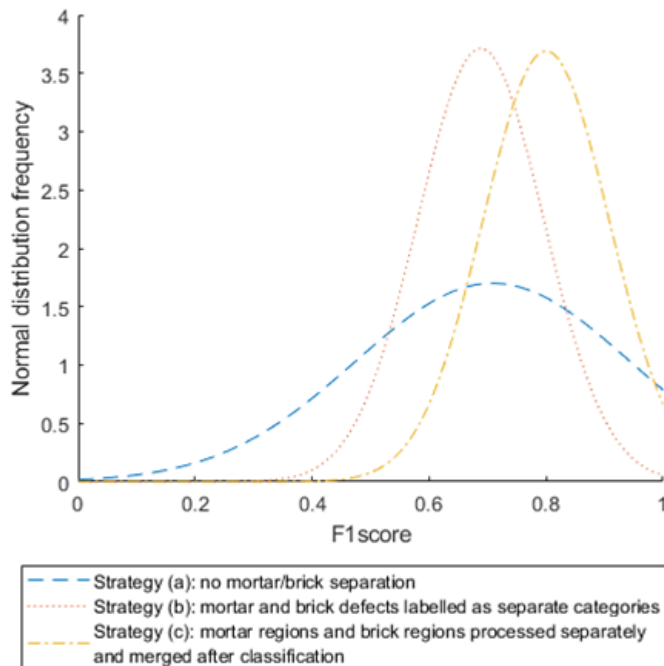 4
3.5
3
2.5
2
1.5
1
0.5
0
Normal distribution frequency
0 0.2 0.4 0.6 0.8 1
F1score
Strategy (a): no mortar/brick separation
Strategy (b): mortar and brick defects labelled as separate categories
Strategy (c): mortar regions and brick regions processed separately
and merged after classification